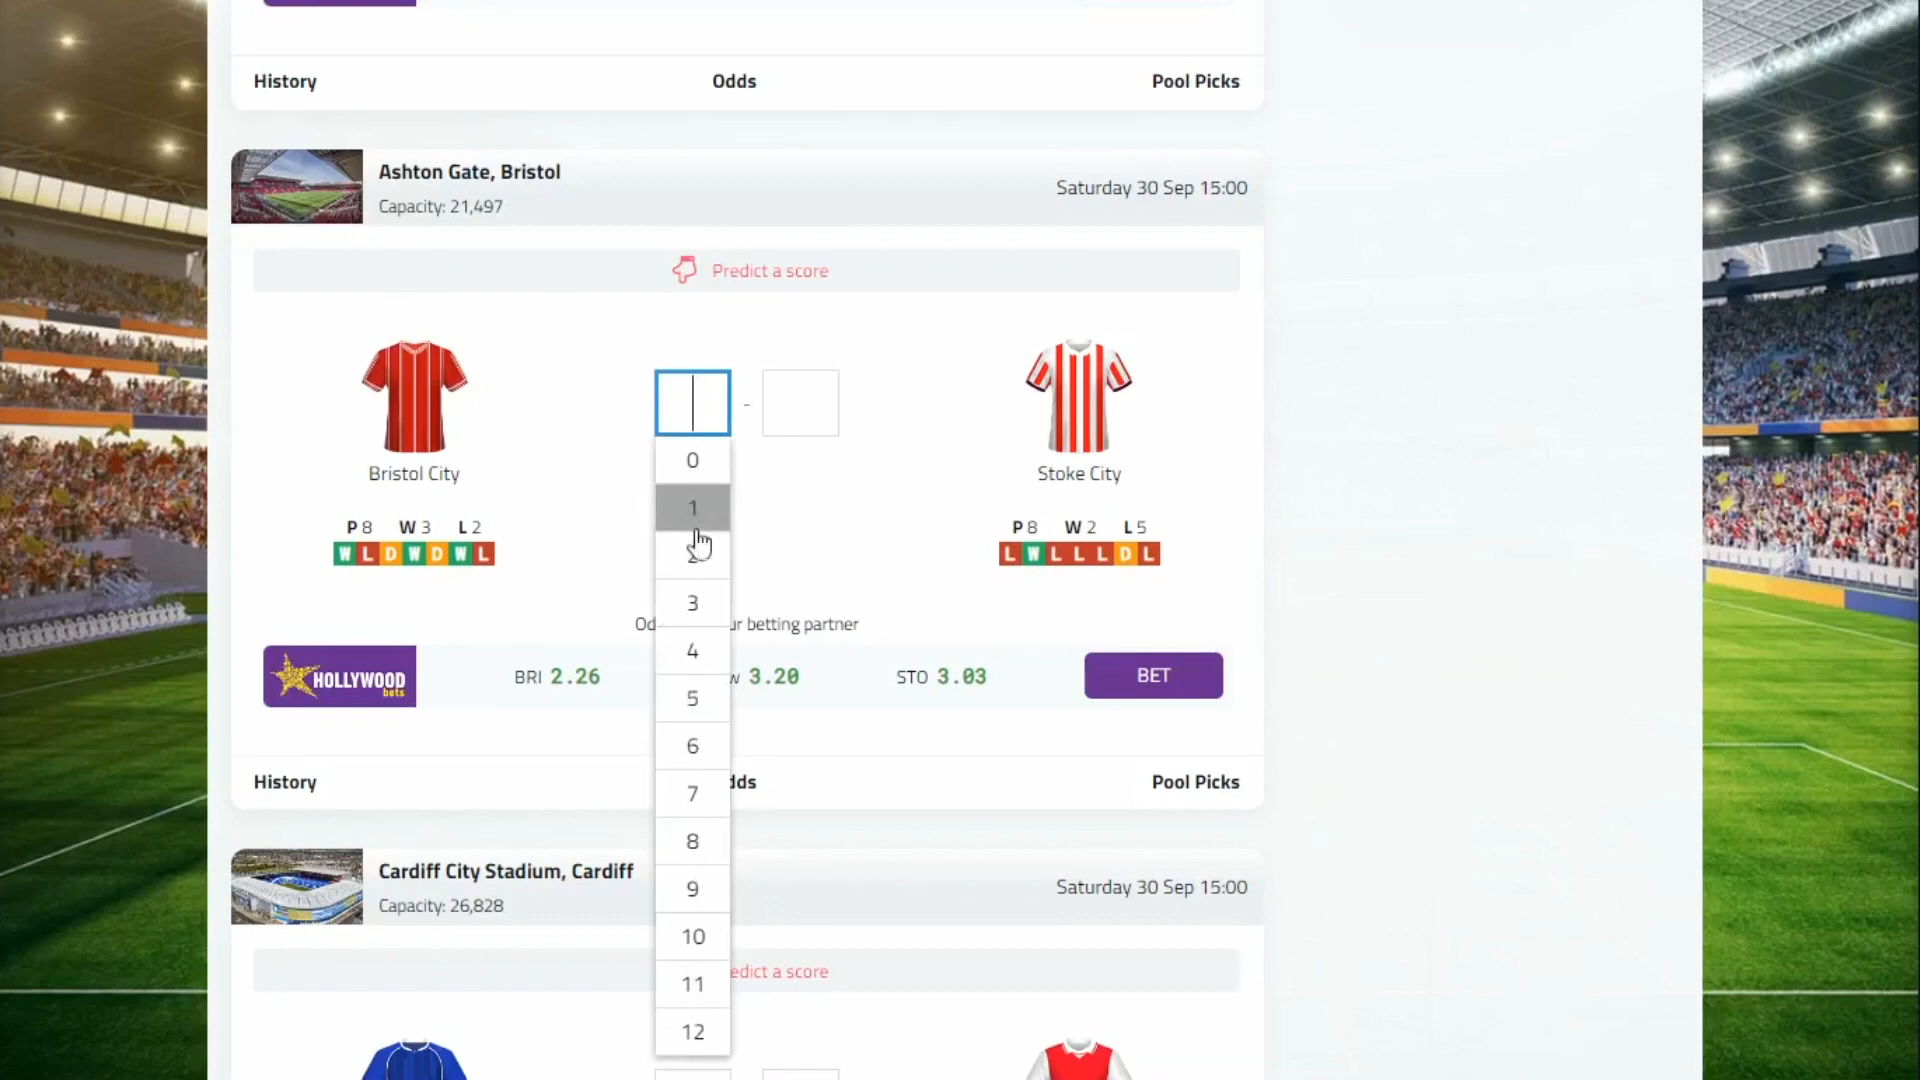 History Odds Pool Picks
Ashton Gate, Bristol
Capacity: 21,497
Saturday 30 Sep 15:00
Predict a score
-
Bristol City
Stoke City
P 8 W 3 L 2
P 8 W 2 L 5
W L D W D W L
L W L L L D L
0
1
2
3
4
5
6
7
8
9
10
11
12
Od ur betting partner
HOLLYWOOD
bets
BRI 2.26
w 3.20
STO 3.03
BET
History dds Pool Picks
Cardiff City Stadium, Cardiff
Capacity: 26,828
Saturday 30 Sep 15:00
edict a score